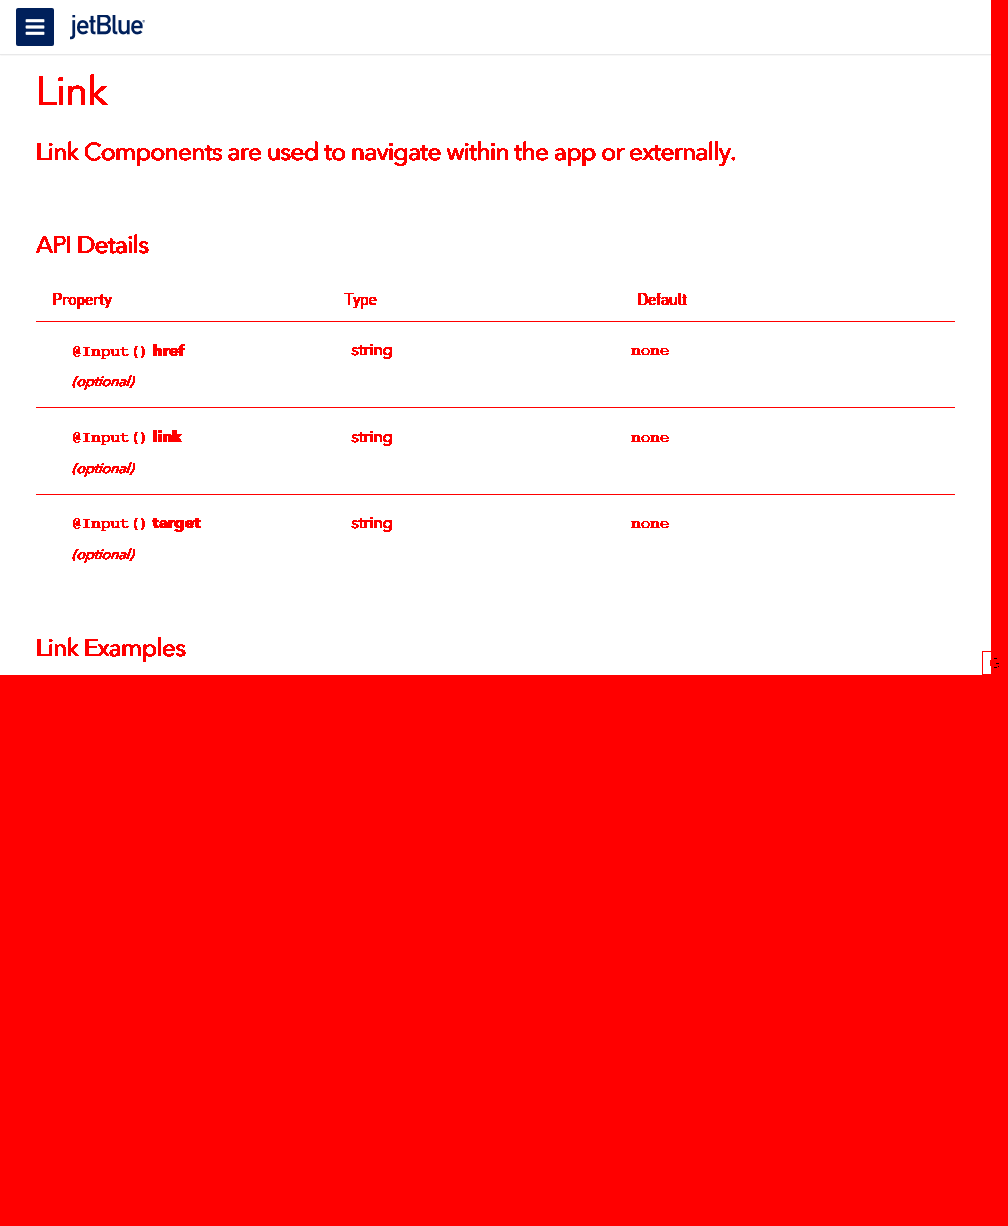 jetBlue
Link
Link Components are used to navigate within the app or externally.
API Details
Property Type Default
@Input() href string none
(optional)
@Input() link string none
(optional)
@Input() target string none
(optional)
Link Examples